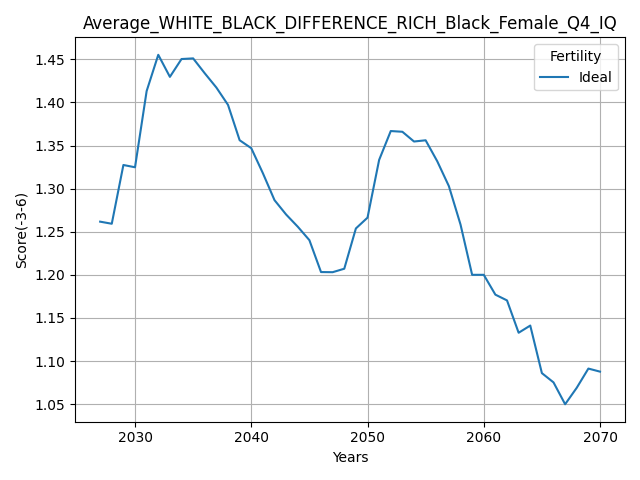 Average_WHITE_BLACK_DIFFERENCE_RICH_Black_Female_Q4_IQ
Fertility
Ideal
1.45
1.40
1.35
1.30
1.25
1.20
1.15
1.10
1.05
Score(-3-6)
2030 2040 2050 2060 2070
Years